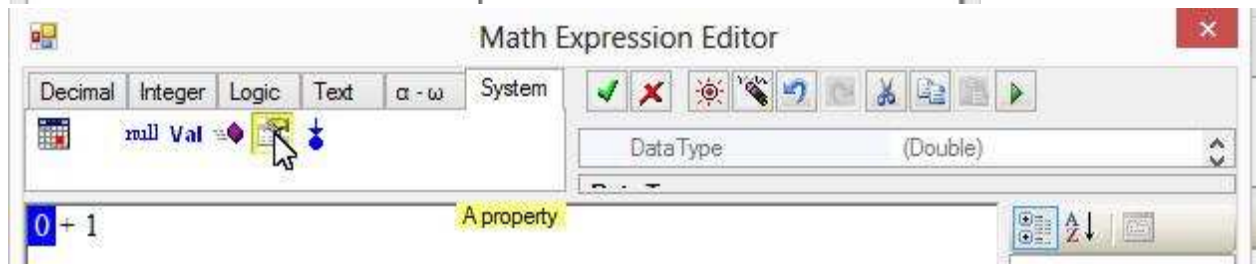 Math Expression Editor
Decimal Integer Logic Text α - ω System
null Val
DataType (Double)
A property
0 + 1